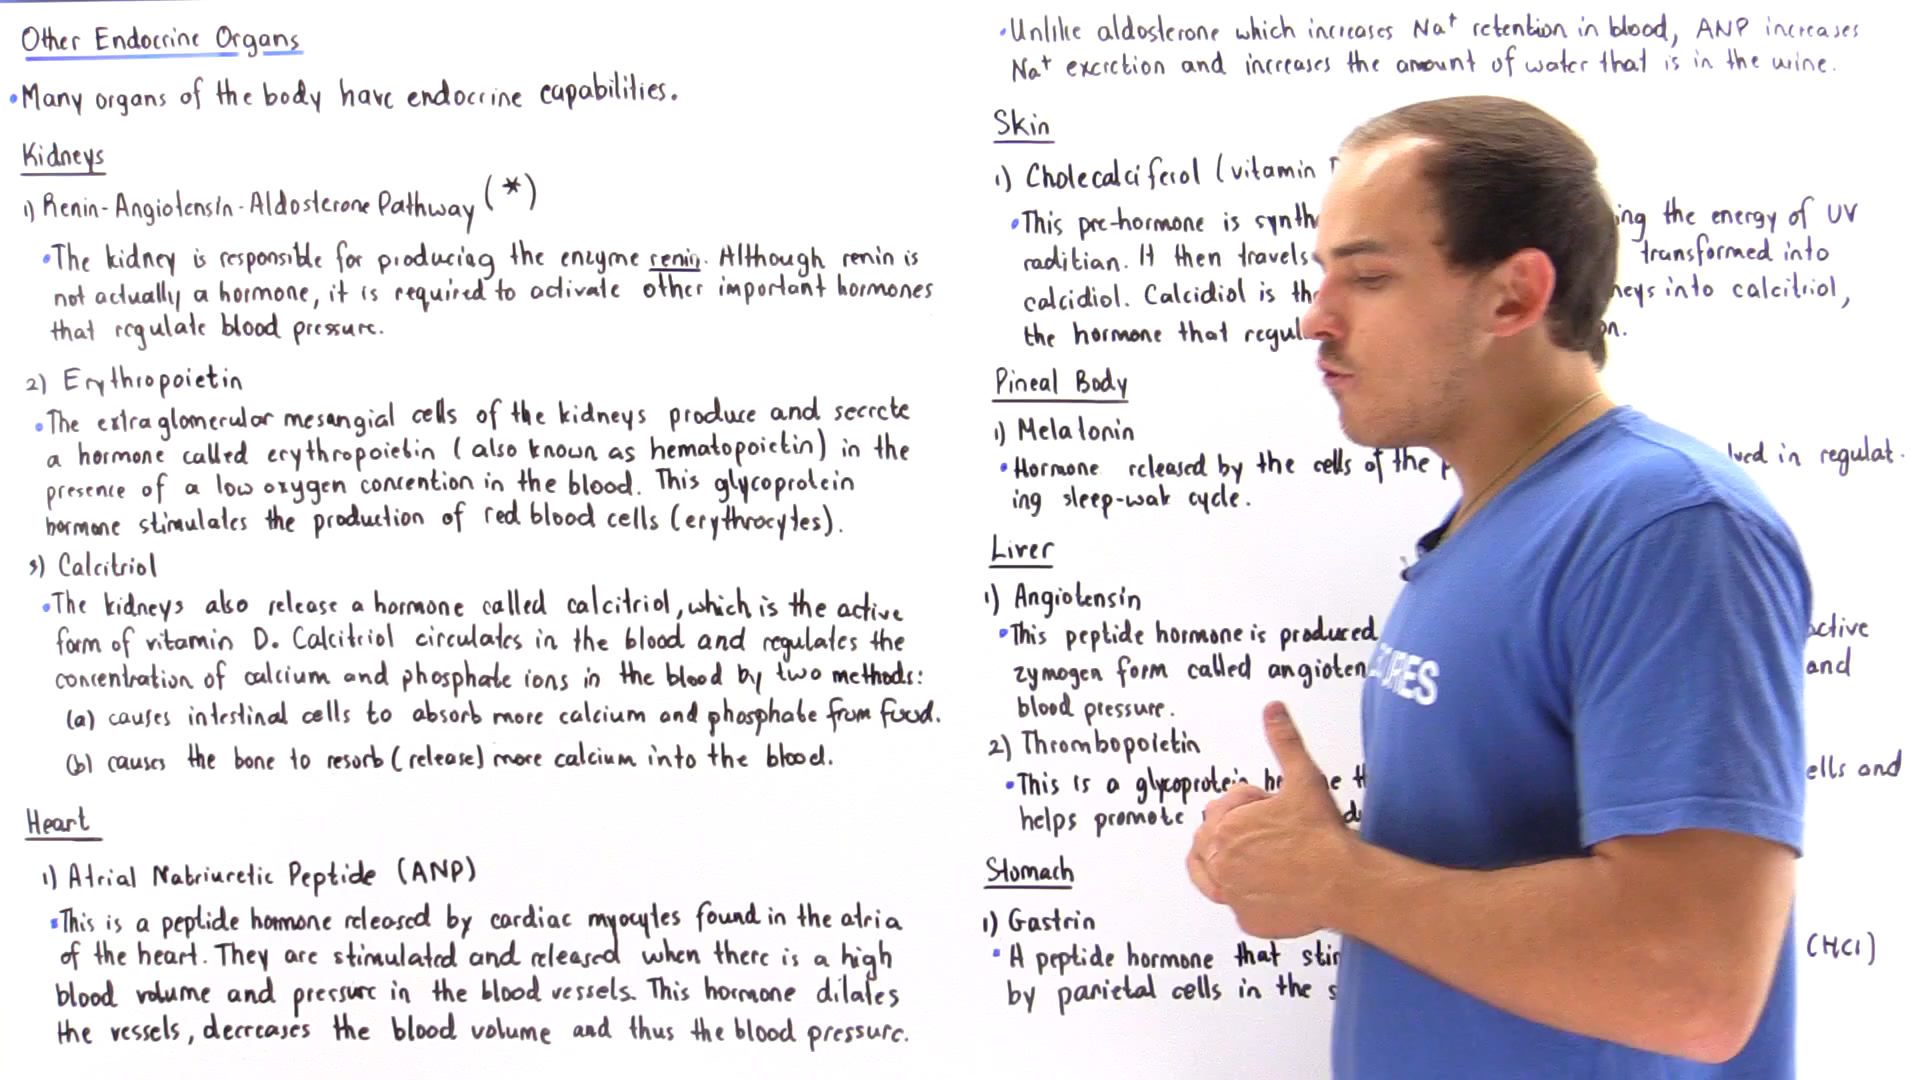 Other Endocrine Organs
•Many organs of the body have endocrine capabilities.
Kidneys
1) Renin-Angiotensin-Aldosterone Pathway (*)
•The kidney is responsible for producing the enzyme renin. Although renin is
not actually a hormone, it is required to activate other important hormones
that regulate blood pressure.
2) Erythropoietin
•The extraglomerular mesangial cells of the kidneys produce and secrete
a hormone called erythropoietin (also known as hematopoietin) in the
presence of a low oxygen concention in the blood. This glycoprotein
hormone stimulates the production of red blood cells (erythrocytes).
3) Calcitriol
•The kidneys also release a hormone called calcitriol, which is the active
form of vitamin D. Calcitriol circulates in the blood and regulates the
concentration of calcium and phosphate ions in the blood by two methods:
(a) causes intestinal cells to absorb more calcium and phosphate from food.
(b) causes the bone to resorb (release) more calcium into the blood.
Heart
1) Atrial Natriuretic Peptide (ANP)
•This is a peptide hormone released by cardiac myocytes found in the atria
of the heart. They are stimulated and released when there is a high
blood volume and pressure in the blood vessels. This hormone dilates
the vessels, decreases the blood volume and thus the blood pressure.
•Unlike aldosterone which increases Na⁺ retention in blood, ANP increases
Na⁺ excretion and increases the amount of water that is in the urine.
Skin
1) Cholecalciferol (vitamin
•This pre-hormone is the energy of UV
raditian. It then travels transformed into
calcidiol. Calcidiol is into calcitriol,
the hormone that
Pineal Body
1) Melatonin
•Hormone released by the cells of the in regulat-
ing sleep-wak cycle.
Liver
1) Angiotensin
•This peptide hormone is produced active
zymogen form called and
blood pressure.
2) Thrombopoietin
•This is a glycoprotein and
helps promote
Stomach
1) Gastrin
•A peptide hormone that (HCl)
by parietal cells in the